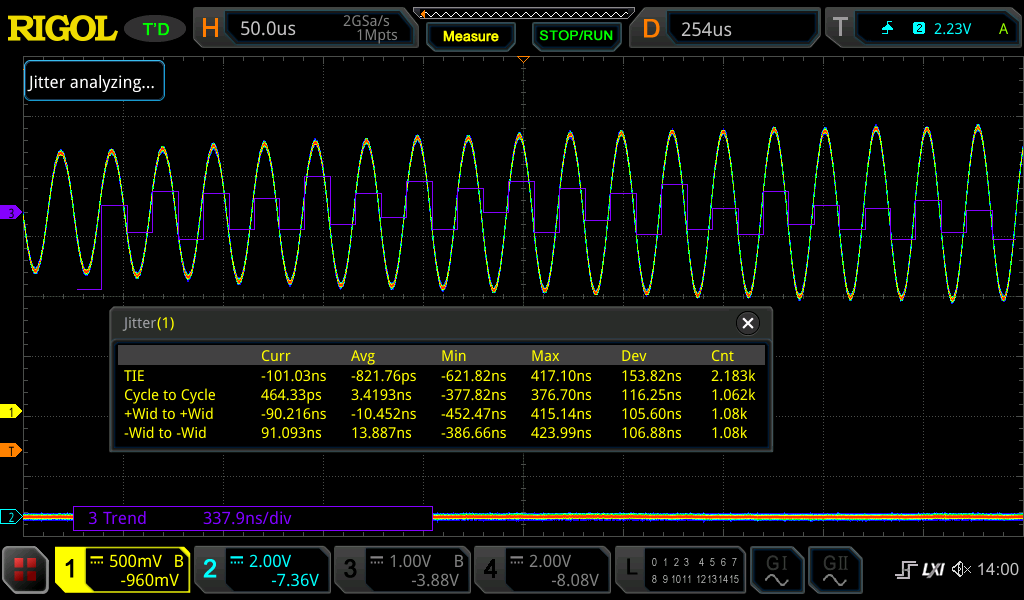 RIGOL T'D H 50.0us 2GSa/s 1Mpts Measure STOP/RUN D 254us T 2 2.23V A
Jitter analyzing...
3
Jitter(1)
Curr Avg Min Max Dev Cnt
TIE -101.03ns -821.76ps -621.82ns 417.10ns 153.82ns 2.183k
Cycle to Cycle 464.33ps 3.4193ns -377.82ns 376.70ns 116.25ns 1.062k
+Wid to +Wid -90.216ns -10.452ns -452.47ns 415.14ns 105.60ns 1.08k
-Wid to -Wid 91.093ns 13.887ns -386.66ns 423.99ns 106.88ns 1.08k
1
T
2
3 Trend 337.9ns/div
1 500mV B -960mV
2 2.00V -7.36V
3 1.00V B -3.88V
4 2.00V -8.08V
L 0 1 2 3 4 5 6 7
8 9 10 11 12 13 14 15
GI GII LXI 14:00